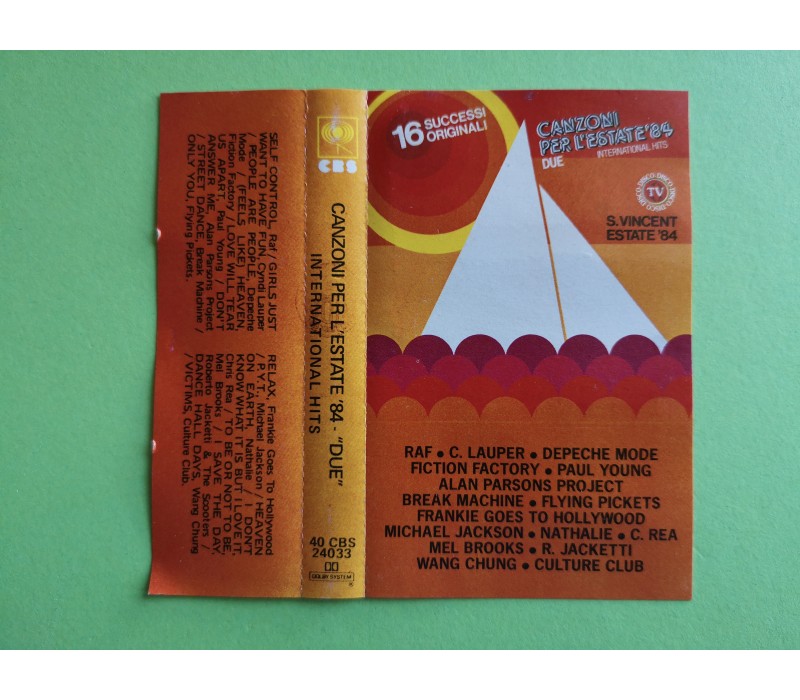 SELF CONTROL, Raf / GIRLS JUST
WANT TO HAVE FUN, Cyndi Lauper
/ PEOPLE ARE PEOPLE, Depeche
Mode / (FEELS LIKE) HEAVEN,
Fiction Factory / LOVE WILL TEAR
US APART, Paul Young / DON'T
ANSWER ME, Alan Parsons Project
/ STREET DANCE, Break Machine /
ONLY YOU, Flying Pickets.
RELAX, Frankie Goes To Hollywood
/ P.Y.T., Michael Jackson / HEAVEN
ON EARTH, Nathalie / I DON'T
KNOW WHAT IT IS BUT I LOVE IT,
Chris Rea / TO BE OR NOT TO BE,
Mel Brooks / I SAVE THE DAY,
Roberto Jacketti & The Scooters /
DANCE HALL DAYS, Wang Chung
/ VICTIMS, Culture Club.
CBS
CANZONI PER L'ESTATE '84 - "DUE"
INTERNATIONAL HITS
40 CBS
24033
DOLBY SYSTEM
16 SUCCESSI
ORIGINALI
CANZONI
PER L'ESTATE '84
DUE INTERNATIONAL HITS
DISCO·DISCO·DISCO·DISCO
TV
S.VINCENT
ESTATE '84
RAF • C. LAUPER • DEPECHE MODE
FICTION FACTORY • PAUL YOUNG
ALAN PARSONS PROJECT
BREAK MACHINE • FLYING PICKETS
FRANKIE GOES TO HOLLYWOOD
MICHAEL JACKSON • NATHALIE • C. REA
MEL BROOKS • R. JACKETTI
WANG CHUNG • CULTURE CLUB